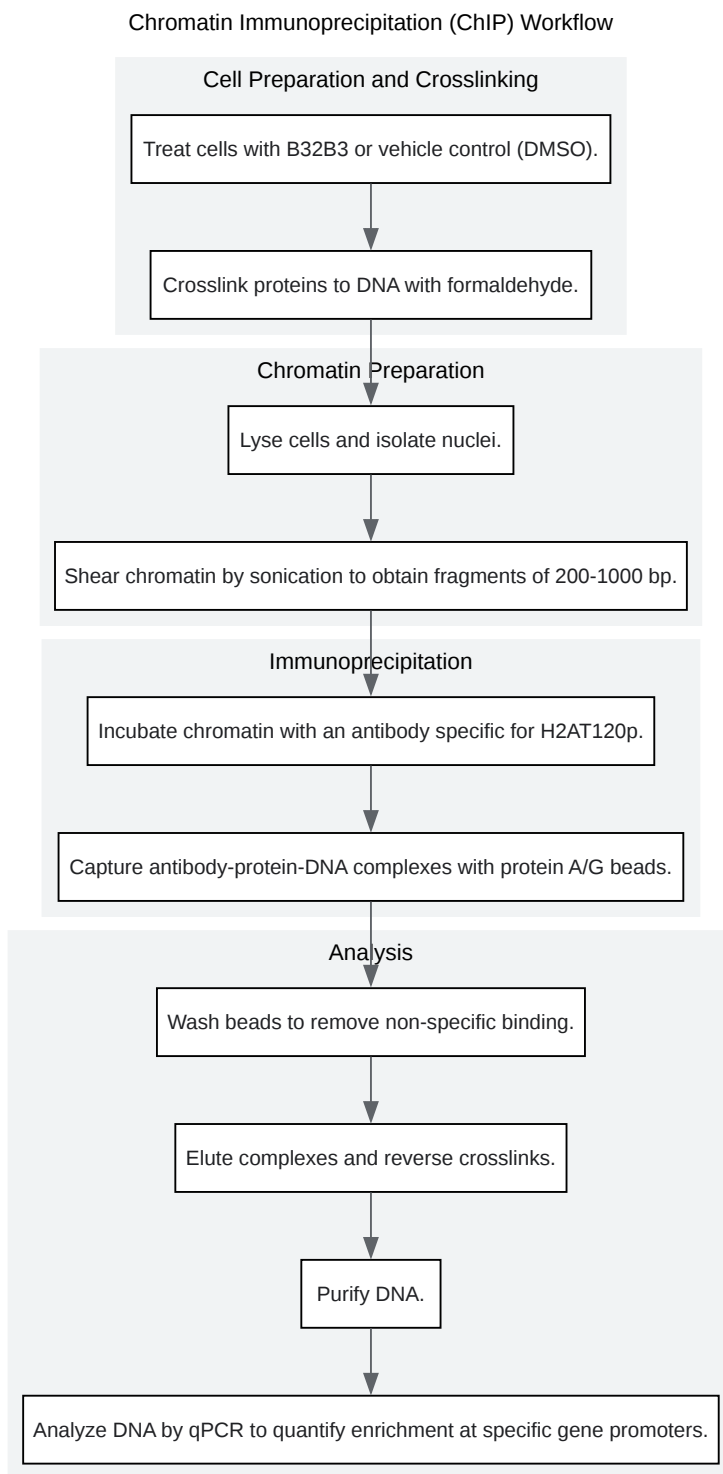 Chromatin Immunoprecipitation (ChIP) Workflow
Cell Preparation and Crosslinking
Treat cells with B32B3 or vehicle control (DMSO).
Crosslink proteins to DNA with formaldehyde.
Chromatin Preparation
Lyse cells and isolate nuclei.
Shear chromatin by sonication to obtain fragments of 200-1000 bp.
Immunoprecipitation
Incubate chromatin with an antibody specific for H2AT120p.
Capture antibody-protein-DNA complexes with protein A/G beads.
Analysis
Wash beads to remove non-specific binding.
Elute complexes and reverse crosslinks.
Purify DNA.
Analyze DNA by qPCR to quantify enrichment at specific gene promoters.